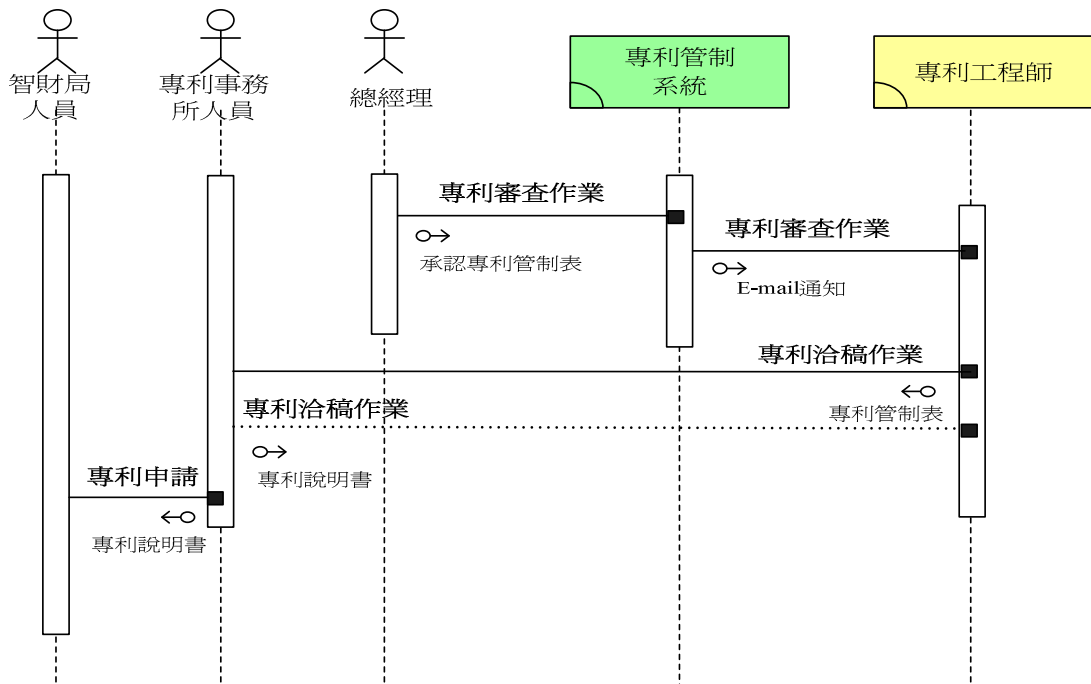 智財局
人員
專利事務
所人員
總經理
專利管制
系統
專利工程師
專利審查作業
承認專利管制表
專利審查作業
E-mail通知
專利洽稿作業
專利管制表
專利洽稿作業
專利說明書
專利申請
專利說明書